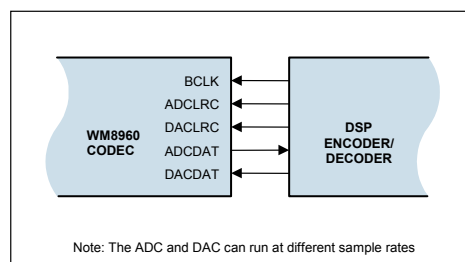 BCLK
ADCLRC
DACLRC
ADCDAT
DACDAT
WM8960
CODEC
DSP
ENCODER/
DECODER
Note: The ADC and DAC can run at different sample rates